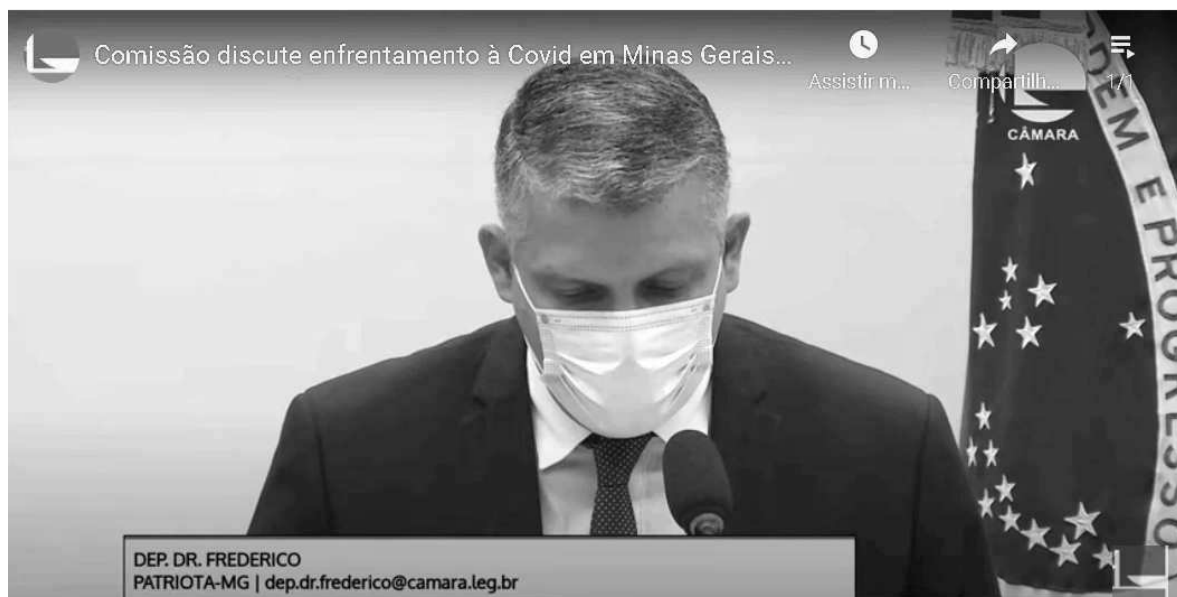 Comissão discute enfrentamento à Covid em Minas Gerais...
Assistir m...
Compartilh...
1/1
CÂMARA
DEM E PROGRESSO
DEP. DR. FREDERICO
PATRIOTA-MG | dep.dr.frederico@camara.leg.br